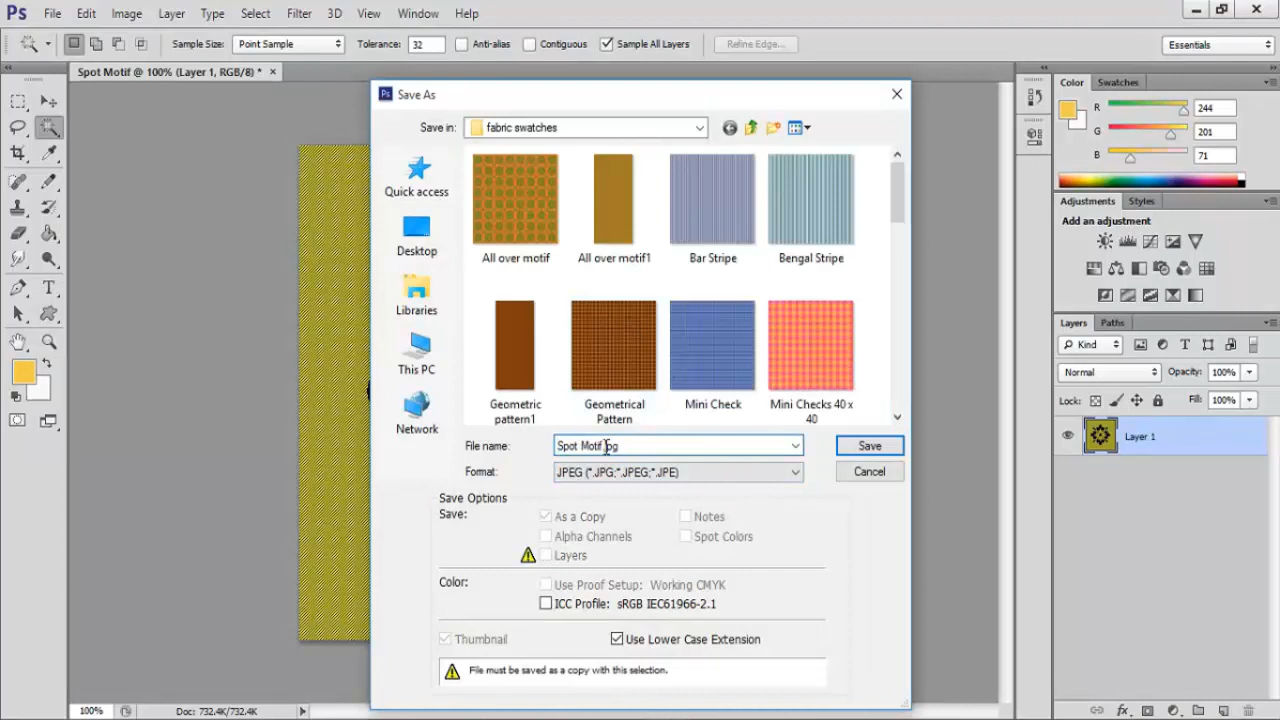 Ps File Edit Image Layer Type Select Filter 3D View Window Help
Sample Size: Point Sample Tolerance: 32 Anti-alias Contiguous Sample All Layers Refine Edge... Essentials
Spot Motif @ 100% (Layer 1, RGB/8) * ×
Ps Save As
Save in: fabric swatches
Quick access
Desktop
Libraries
This PC
Network
All over motif All over motif1 Bar Stripe Bengal Stripe
Geometric pattern1 Geometrical Pattern Mini Check Mini Checks 40 x 40
File name: Spot Motif.jpg Save
Format: JPEG (*.JPG;*.JPEG;*.JPE) Cancel
Save Options
Save: As a Copy Notes
Alpha Channels Spot Colors
Layers
Color: Use Proof Setup: Working CMYK
ICC Profile: sRGB IEC61966-2.1
Thumbnail Use Lower Case Extension
File must be saved as a copy with this selection.
Color Swatches
R 244
G 201
B 71
Adjustments Styles
Add an adjustment
Layers Paths
Kind
Normal Opacity: 100%
Lock: Fill: 100%
Layer 1
100% Doc: 732.4K/732.4K